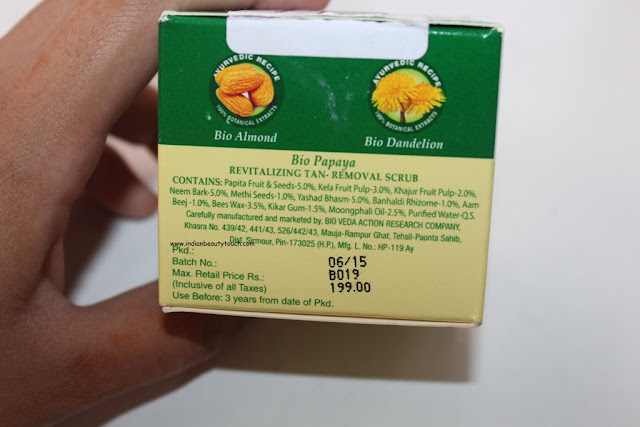 AYURVEDIC RECIPE
100% BOTANICAL EXTRACTS
Bio Almond
AYURVEDIC RECIPE
100% BOTANICAL EXTRACTS
Bio Dandelion
Bio Papaya
REVITALIZING TAN- REMOVAL SCRUB
CONTAINS: Papita Fruit & Seeds-5.0%, Kela Fruit Pulp-3.0%, Khajur Fruit Pulp-2.0%,
Neem Bark-5.0%, Methi Seeds-1.0%, Yashad Bhasm-5.0%, Banhaldi Rhizome-1.0%, Aam
Beej -1.0%, Bees Wax-3.5%, Kikar Gum-1.5%, Moongphali Oil-2.5%, Purified Water-Q.S.
Carefully manufactured and marketed by, BIO VEDA ACTION RESEARCH COMPANY,
Khasra No. 439/42, 441/43, 526/442/43, Mauja-Rampur Ghat, Tehsil-Paonta Sahib,
Dist. Sirmour, Pin-173025 (H.P.), Mfg. L. No.: HP-119 Ay
www.indianbeautytouch.com
Pkd.: 06/15
Batch No.: B019
Max. Retail Price Rs.: 199.00
(Inclusive of all Taxes)
Use Before: 3 years from date of Pkd.